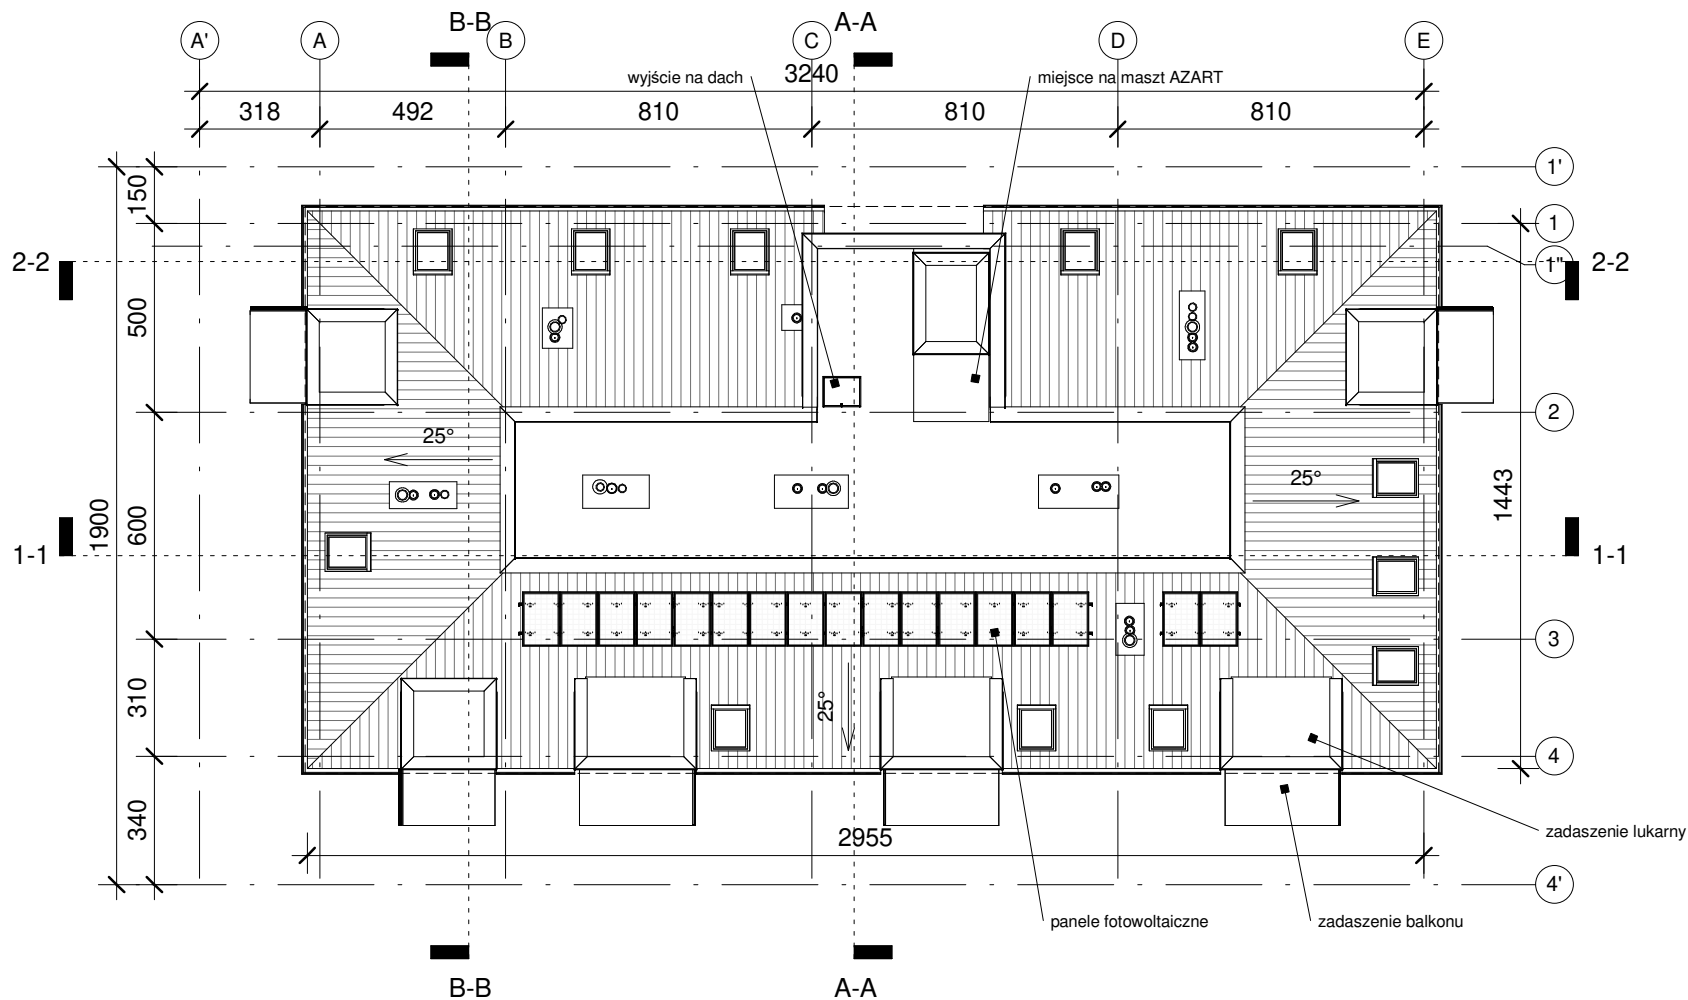 B-B
A-A
A'
A
B
C
D
E
wyjście na dach
3240
miejsce na maszt AZART
318
492
810
810
810
1'
150
1
2-2
1"
2-2
500
2
25°
25°
1443
1900
600
1-1
1-1
3
310
25°
4
340
2955
zadaszenie lukarny
4'
panele fotowoltaiczne
zadaszenie balkonu
B-B
A-A